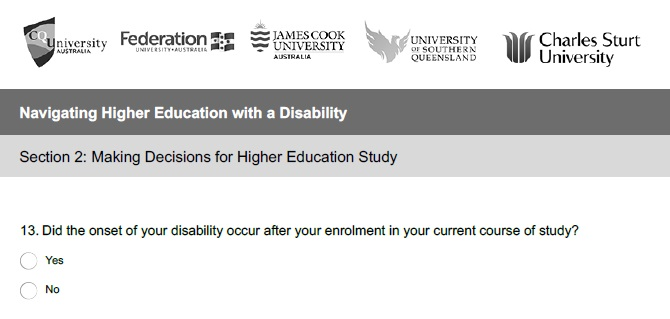 CQUniversity
AUSTRALIA
Federation
UNIVERSITY•AUSTRALIA
JAMES COOK
UNIVERSITY
AUSTRALIA
UNIVERSITY
OF SOUTHERN
QUEENSLAND
Charles Sturt
University
Navigating Higher Education with a Disability
Section 2: Making Decisions for Higher Education Study
13. Did the onset of your disability occur after your enrolment in your current course of study?
Yes
No